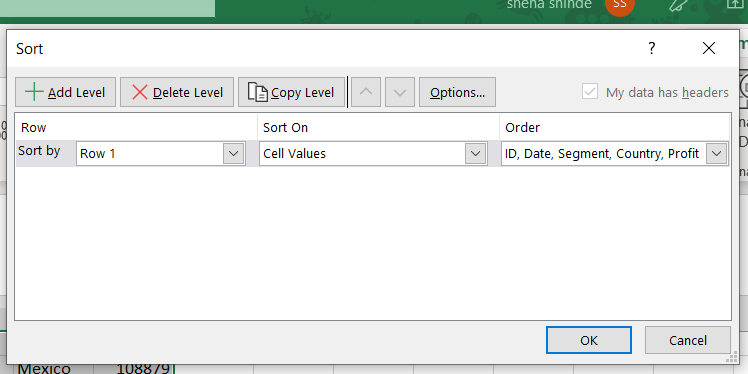 shena shinde SS
Sort ?
Add Level Delete Level Copy Level Options... My data has headers
Row Sort On Order
Sort by Row 1 Cell Values ID, Date, Segment, Country, Profit
OK Cancel
Mexico 108879